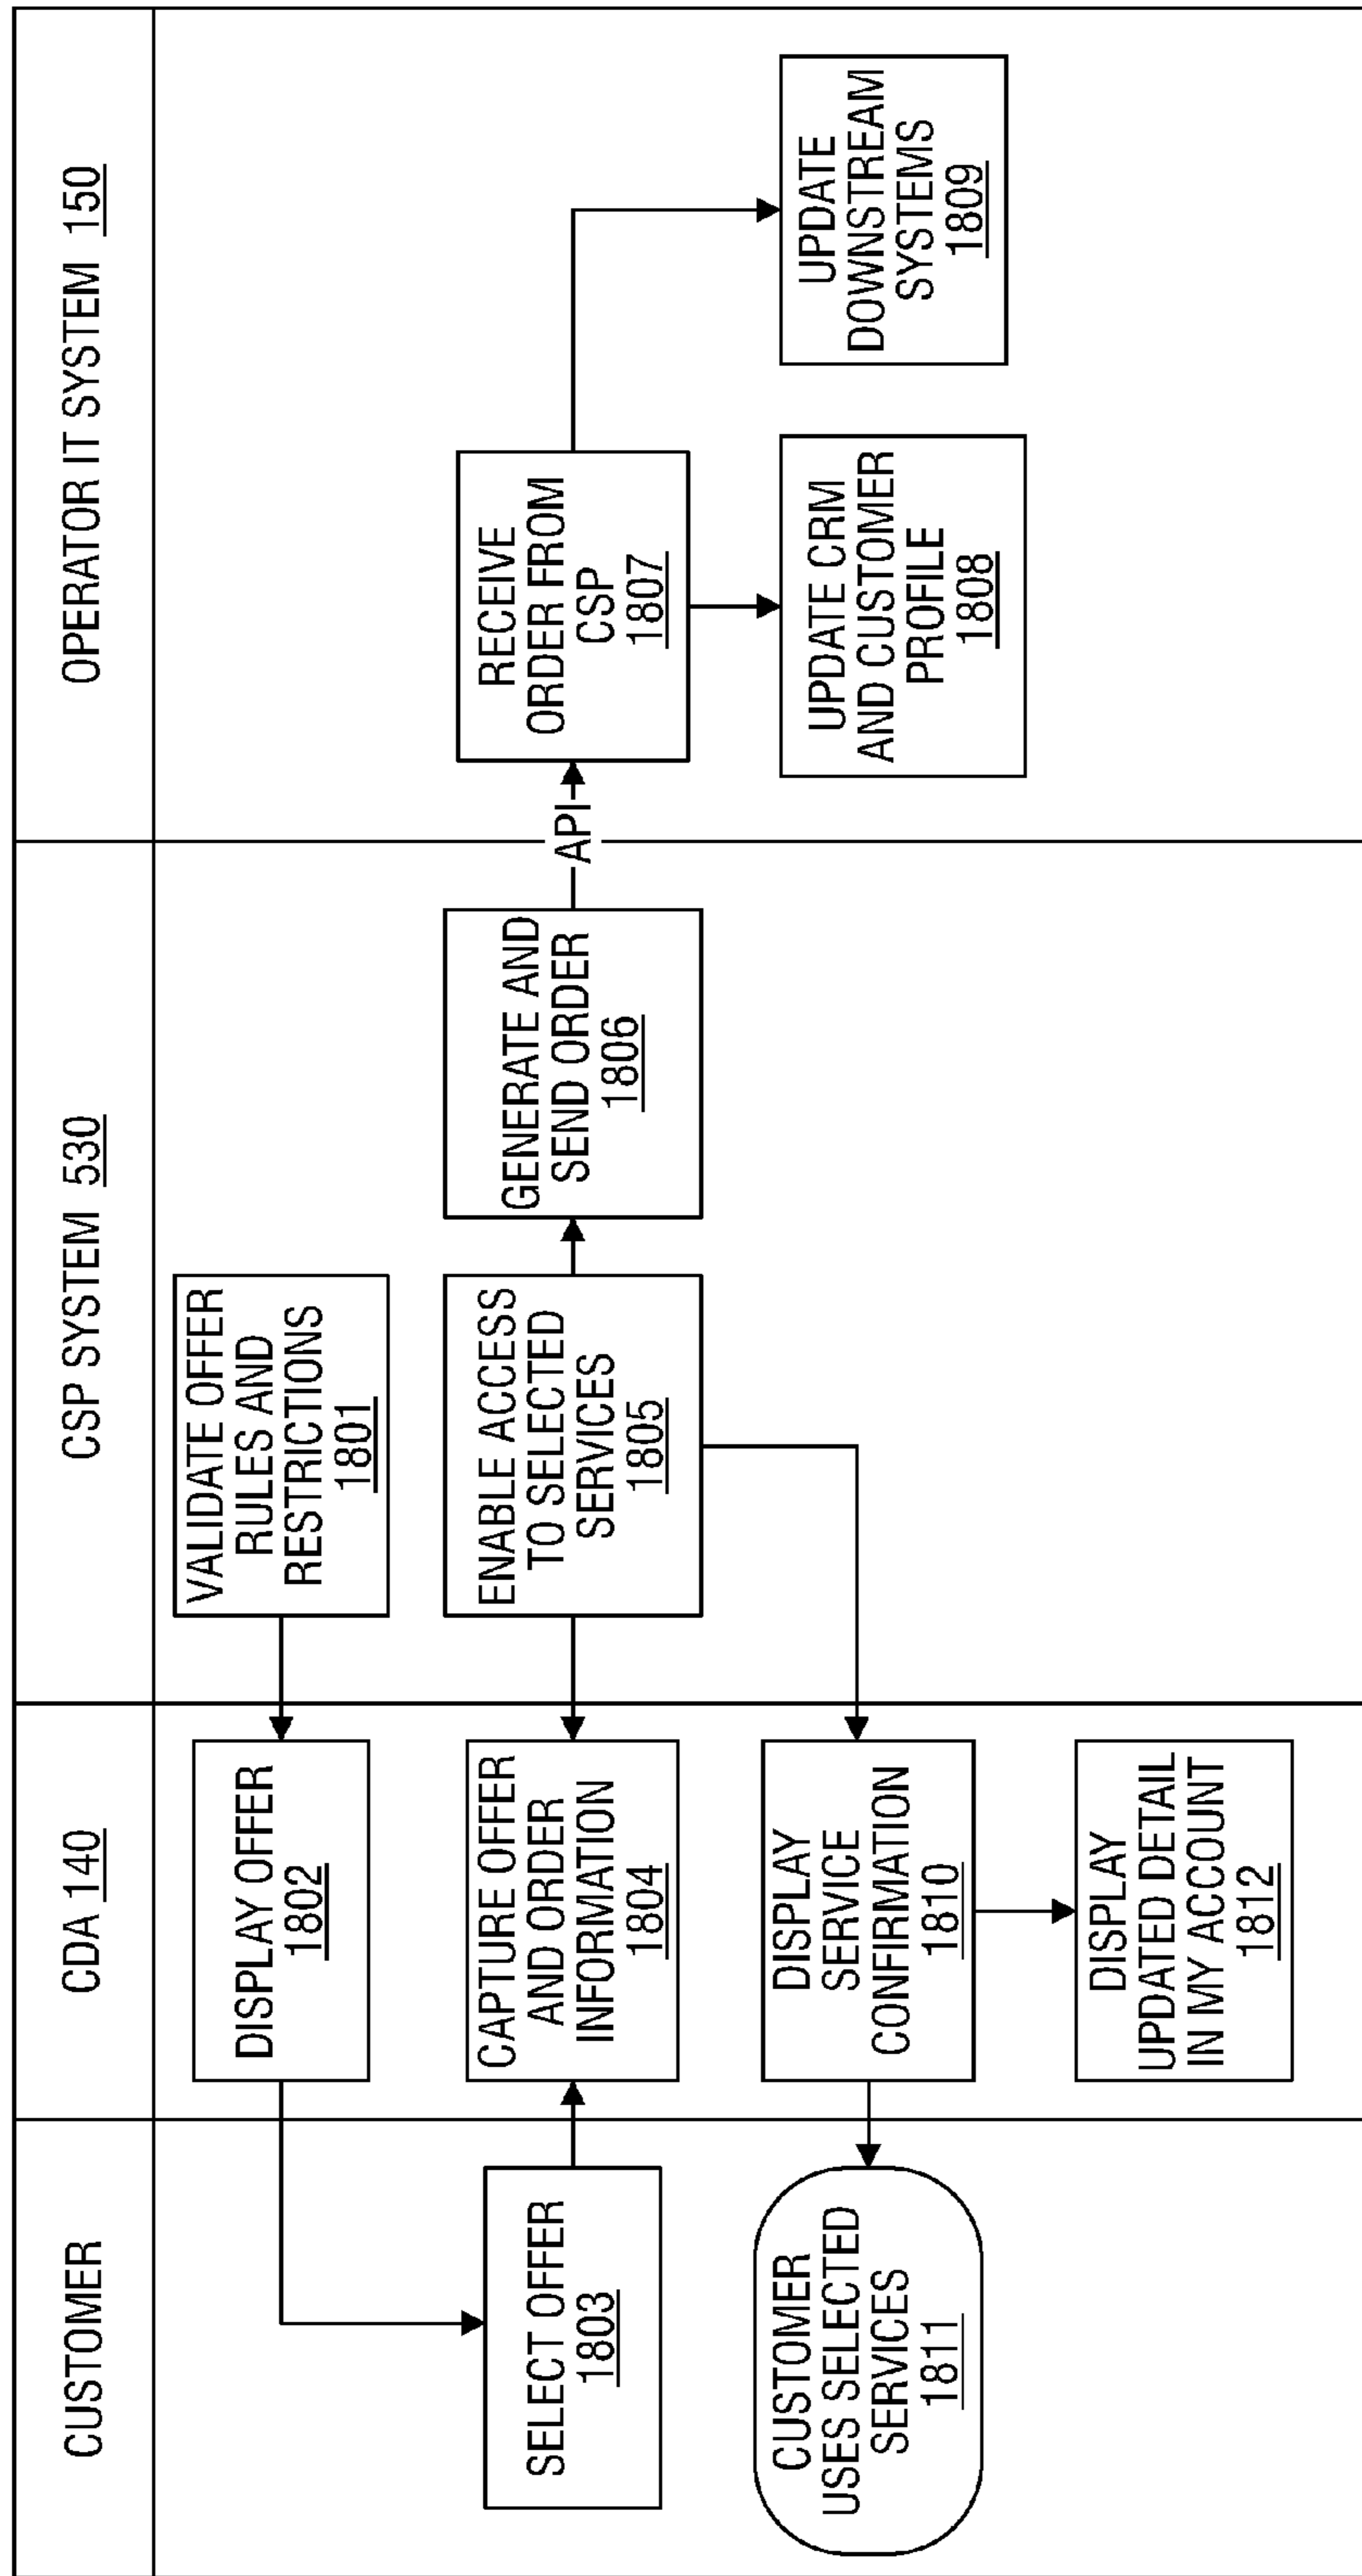 CUSTOMER
CDA 140
CSP SYSTEM 530
OPERATOR IT SYSTEM 150
VALIDATE OFFER
RULES AND
RESTRICTIONS
1801
DISPLAY OFFER
1802
SELECT OFFER
1803
CAPTURE OFFER
AND ORDER
INFORMATION
1804
ENABLE ACCESS
TO SELECTED
SERVICES
1805
GENERATE AND
SEND ORDER
1806
API
RECEIVE
ORDER FROM
CSP
1807
UPDATE CRM
AND CUSTOMER
PROFILE
1808
UPDATE
DOWNSTREAM
SYSTEMS
1809
DISPLAY
SERVICE
CONFIRMATION
1810
CUSTOMER
USES SELECTED
SERVICES
1811
DISPLAY
UPDATED DETAIL
IN MY ACCOUNT
1812